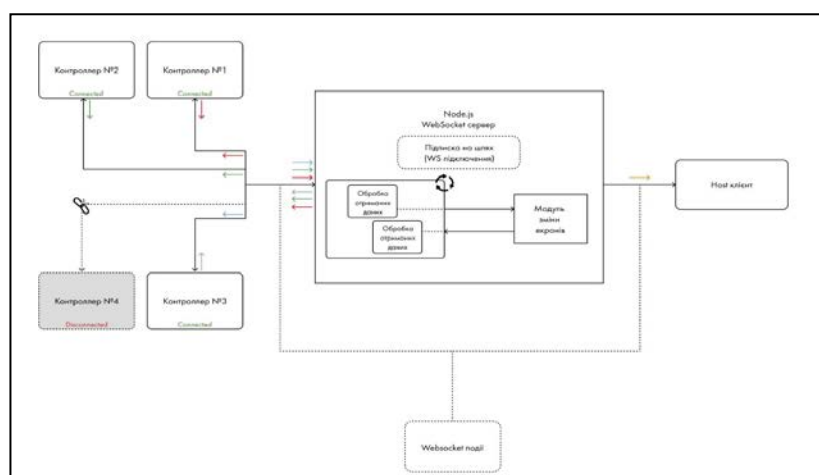 Контроллер №2
Connected
Контроллер №1
Connected
Node.js
WebSocket сервер
Підписка на шлях
(WS підключення)
Обробка
отриманих
даних
Обробка
отриманих
даних
Модуль
зміни
екранів
Host клієнт
Контроллер №4
Disconnected
Контроллер №3
Connected
Websocket події